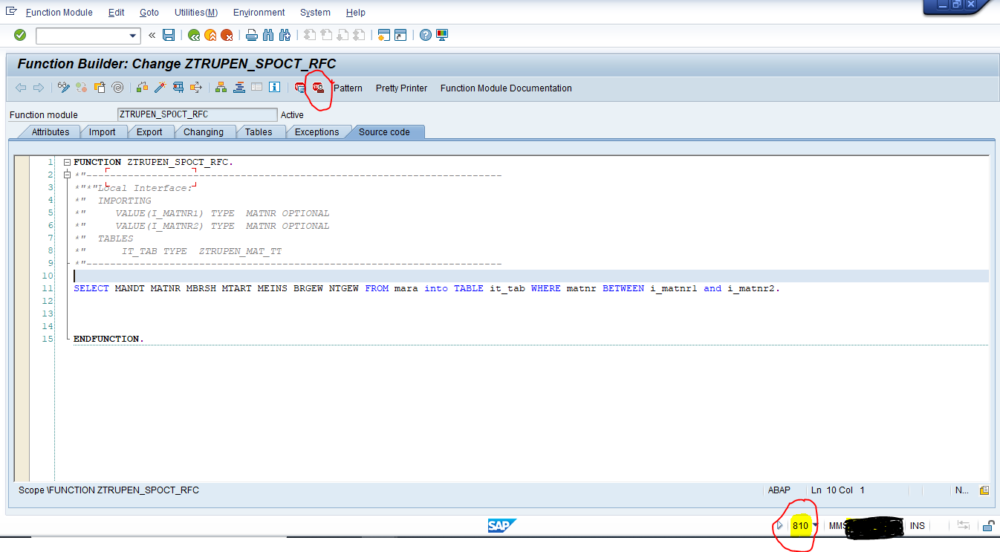 Function Module Edit Goto Utilities(M) Environment System Help
Function Builder: Change ZTRUPEN_SPOCT_RFC
Pattern Pretty Printer Function Module Documentation
Function module ZTRUPEN_SPOCT_RFC Active
Attributes Import Export Changing Tables Exceptions Source code
1 FUNCTION ZTRUPEN_SPOCT_RFC.
2 *"----------------------------------------------------------------------
3 *"*"Local Interface:
4 *"  IMPORTING
5 *"     VALUE(I_MATNR1) TYPE  MATNR OPTIONAL
6 *"     VALUE(I_MATNR2) TYPE  MATNR OPTIONAL
7 *"  TABLES
8 *"      IT_TAB TYPE  ZTRUPEN_MAT_TT
9 *"----------------------------------------------------------------------
10
11 SELECT MANDT MATNR MBRSH MTART MEINS BRGEW NTGEW FROM mara into TABLE it_tab WHERE matnr BETWEEN i_matnr1 and i_matnr2.
12
13
14
15 ENDFUNCTION.
Scope \FUNCTION ZTRUPEN_SPOCT_RFC ABAP Ln 10 Col 1 N...
SAP 810 INS